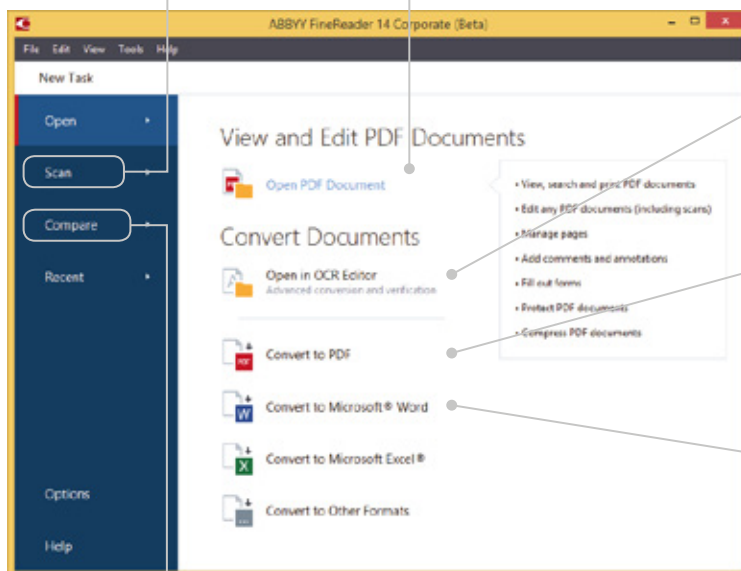 ABBYY FineReader 14 Corporate (Beta)
File Edit View Tools Help
New Task
Open
Scan
Compare
Recent
Options
Help
View and Edit PDF Documents
Open PDF Document
• View, search and print PDF documents
• Edit any PDF documents (including scans)
• Manage pages
• Add comments and annotations
• Fill out forms
• Protect PDF documents
• Compress PDF documents
Convert Documents
Open in OCR Editor
Advanced conversion and verification
Convert to PDF
Convert to Microsoft® Word
Convert to Microsoft Excel®
Convert to Other Formats